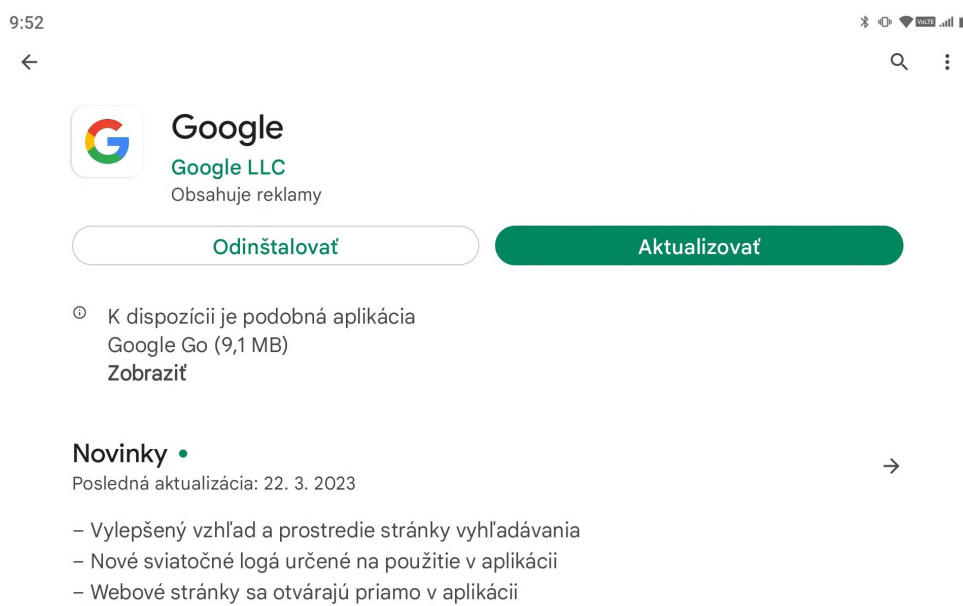 9:52
VoLTE
Google
Google LLC
Obsahuje reklamy
Odinštalovať
Aktualizovať
K dispozícii je podobná aplikácia
Google Go (9,1 MB)
Zobraziť
Novinky
Posledná aktualizácia: 22. 3. 2023
– Vylepšený vzhľad a prostredie stránky vyhľadávania
– Nové sviatočné logá určené na použitie v aplikácii
– Webové stránky sa otvárajú priamo v aplikácii